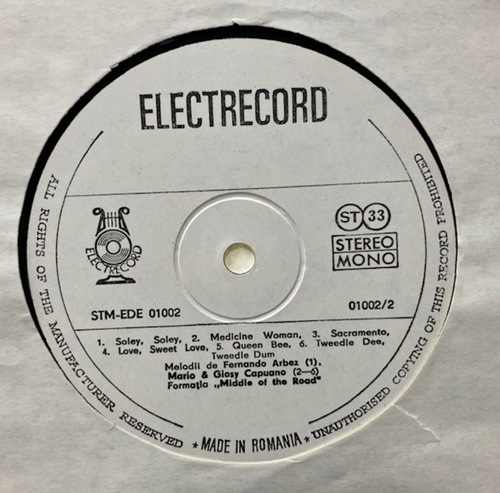 ELECTRECORD
ELECTRECORD
ST 33
STEREO
MONO
STM-EDE 01002
01002/2
1. Soley, Soley, 2. Medicine Woman, 3. Sacramento,
4. Love, Sweet Love, 5. Queen Bee, 6. Tweedle Dee,
Tweedle Dum
Melodii de Fernando Arbez (1).
Mario & Giosy Capuano (2—6)
Formaţia „Middle of the Road"
ALL RIGHTS OF THE MANUFACTURER RESERVED * MADE IN ROMANIA * UNAUTHORISED COPYING OF THIS RECORD PROHIBITED